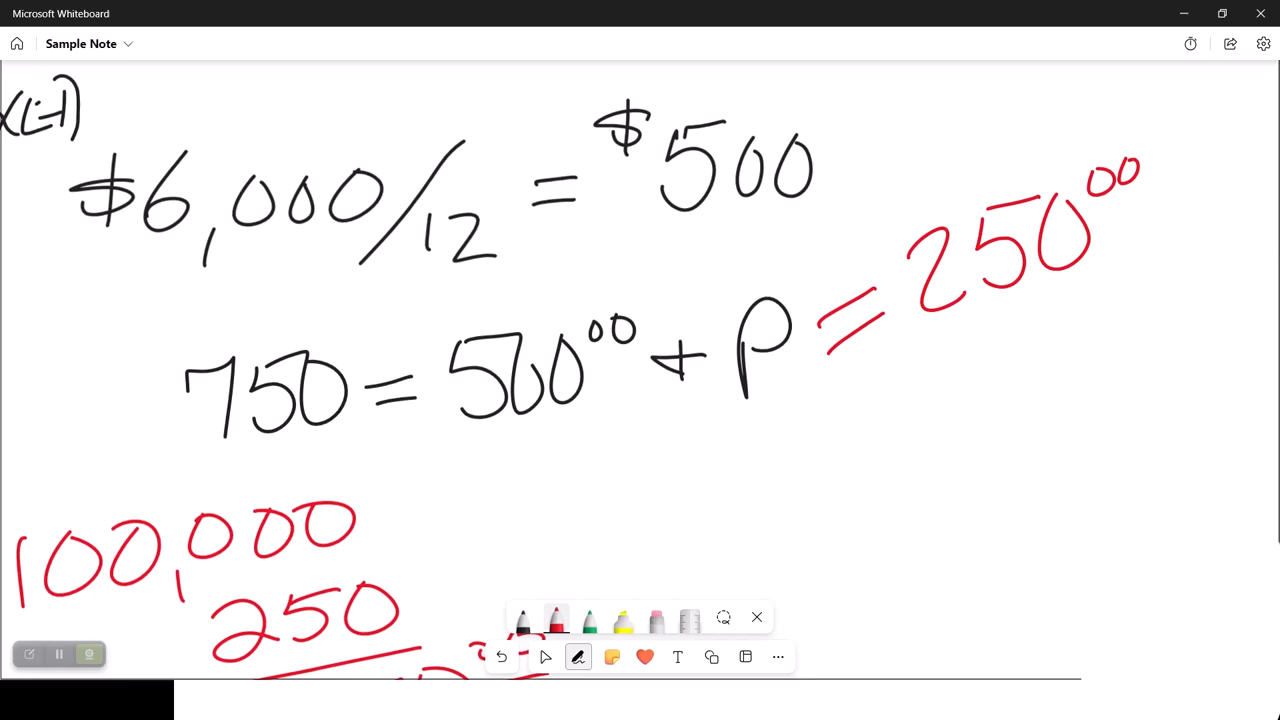 Microsoft Whiteboard
Sample Note
$6,000/12 = $500
750 = 500⁰⁰ + P = 250⁰⁰
100,000
250